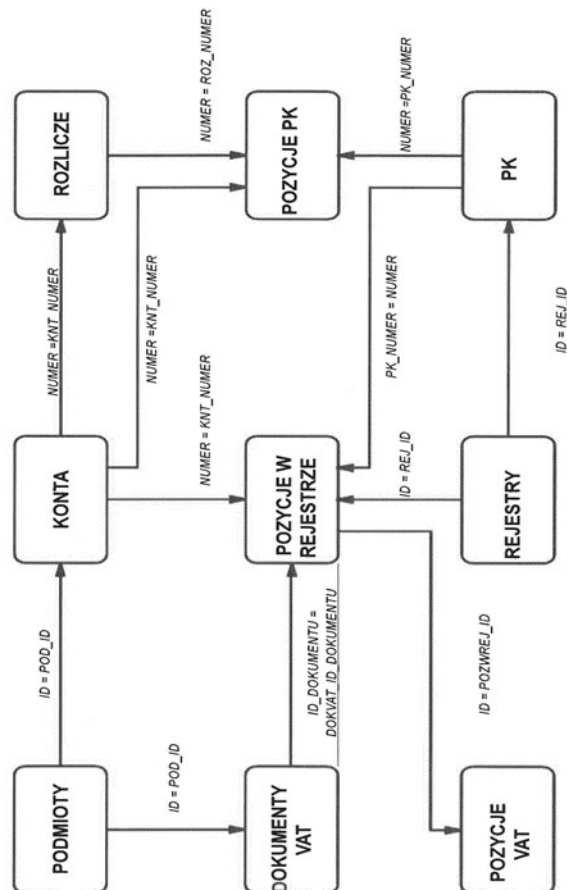 PODMIOTY
ID = POD_ID
KONTA
NUMER =KNT_NUMER
ROZLICZE
ID = POD_ID
NUMER = KNT_NUMER
NUMER =KNT_NUMER
NUMER = ROZ_NUMER
DOKUMENTY
VAT
ID_DOKUMENTU =
DOKVAT_ID_DOKUMENTU
POZYCJE W
REJESTRZE
POZYCJE PK
ID = POZWREJ_ID
ID = REJ_ID
PK_NUMER = NUMER
NUMER =PK_NUMER
POZYCJE
VAT
REJESTRY
ID = REJ_ID
PK